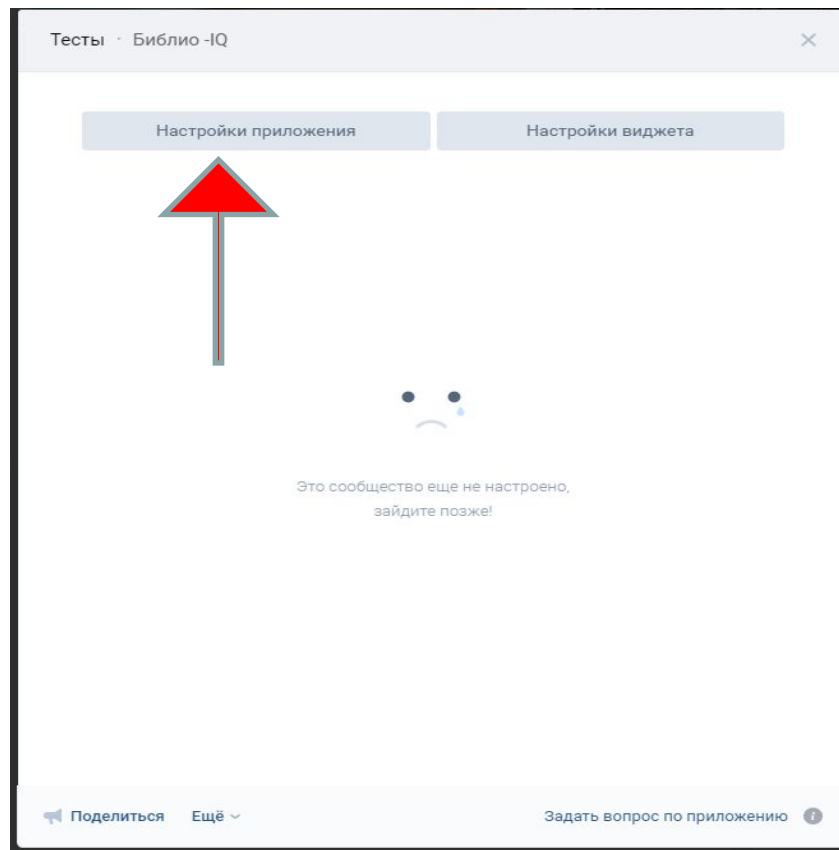 Тесты · Библио -IQ
Настройки приложения
Настройки виджета
Это сообщество еще не настроено,
зайдите позже!
Поделиться
Ещё
Задать вопрос по приложению